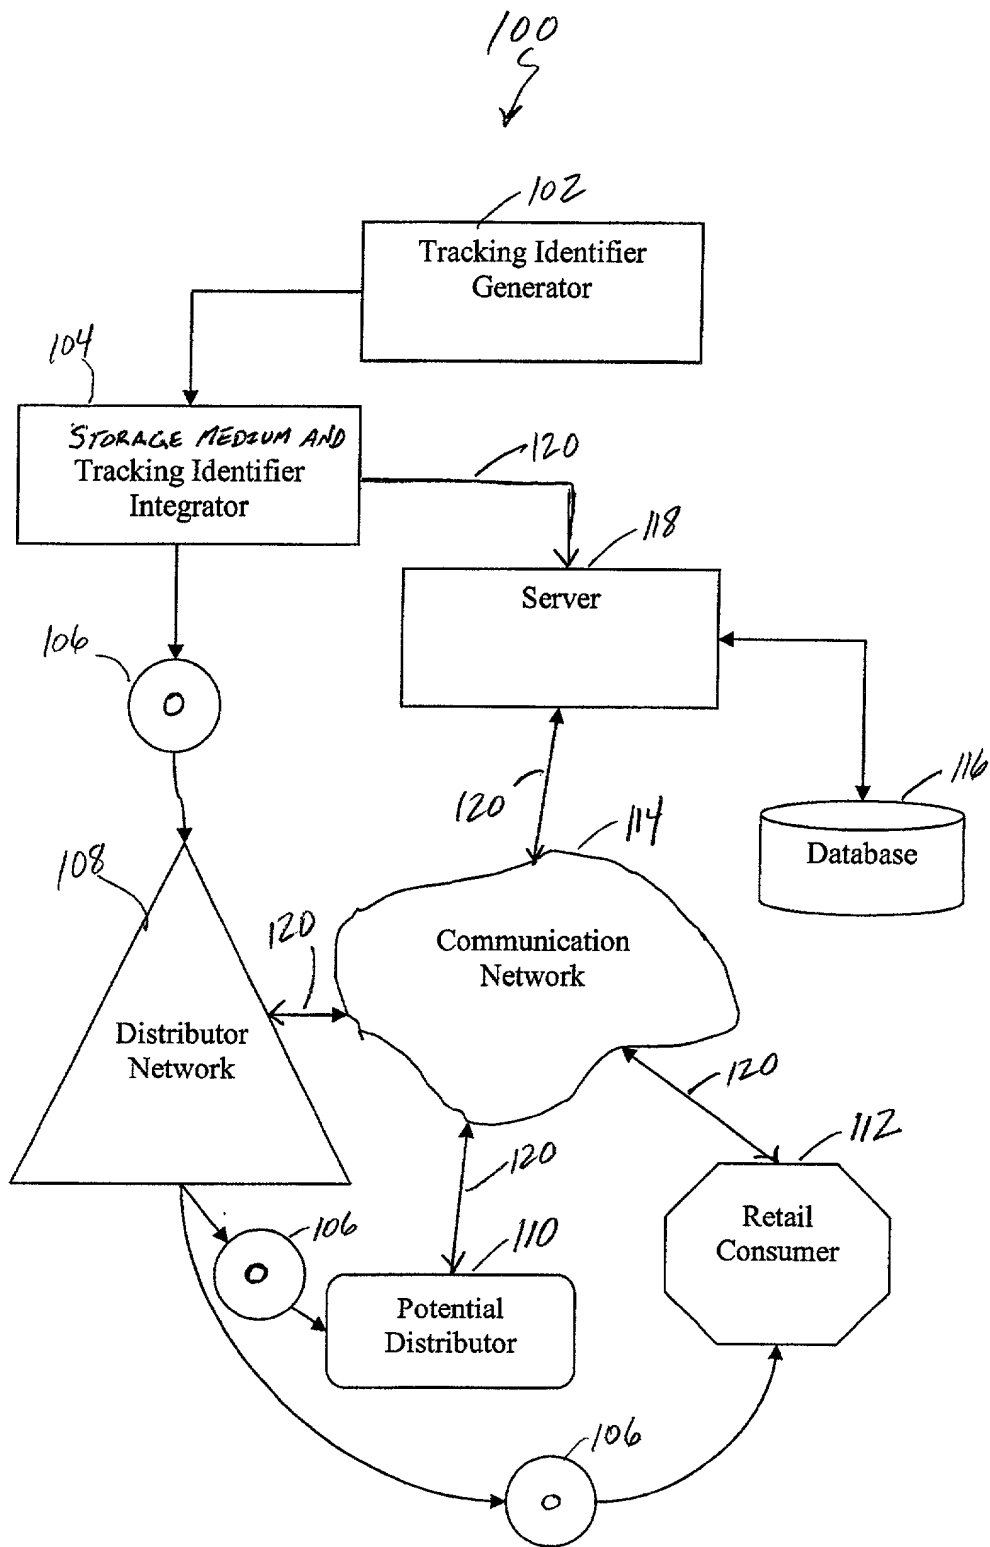 100
102
Tracking Identifier
Generator
104
STORAGE MEDIUM AND
Tracking Identifier
Integrator
120
118
Server
106
120
116
Database
114
108
120
Communication
Network
Distributor
Network
120
112
120
Retail
Consumer
106
110
Potential
Distributor
106